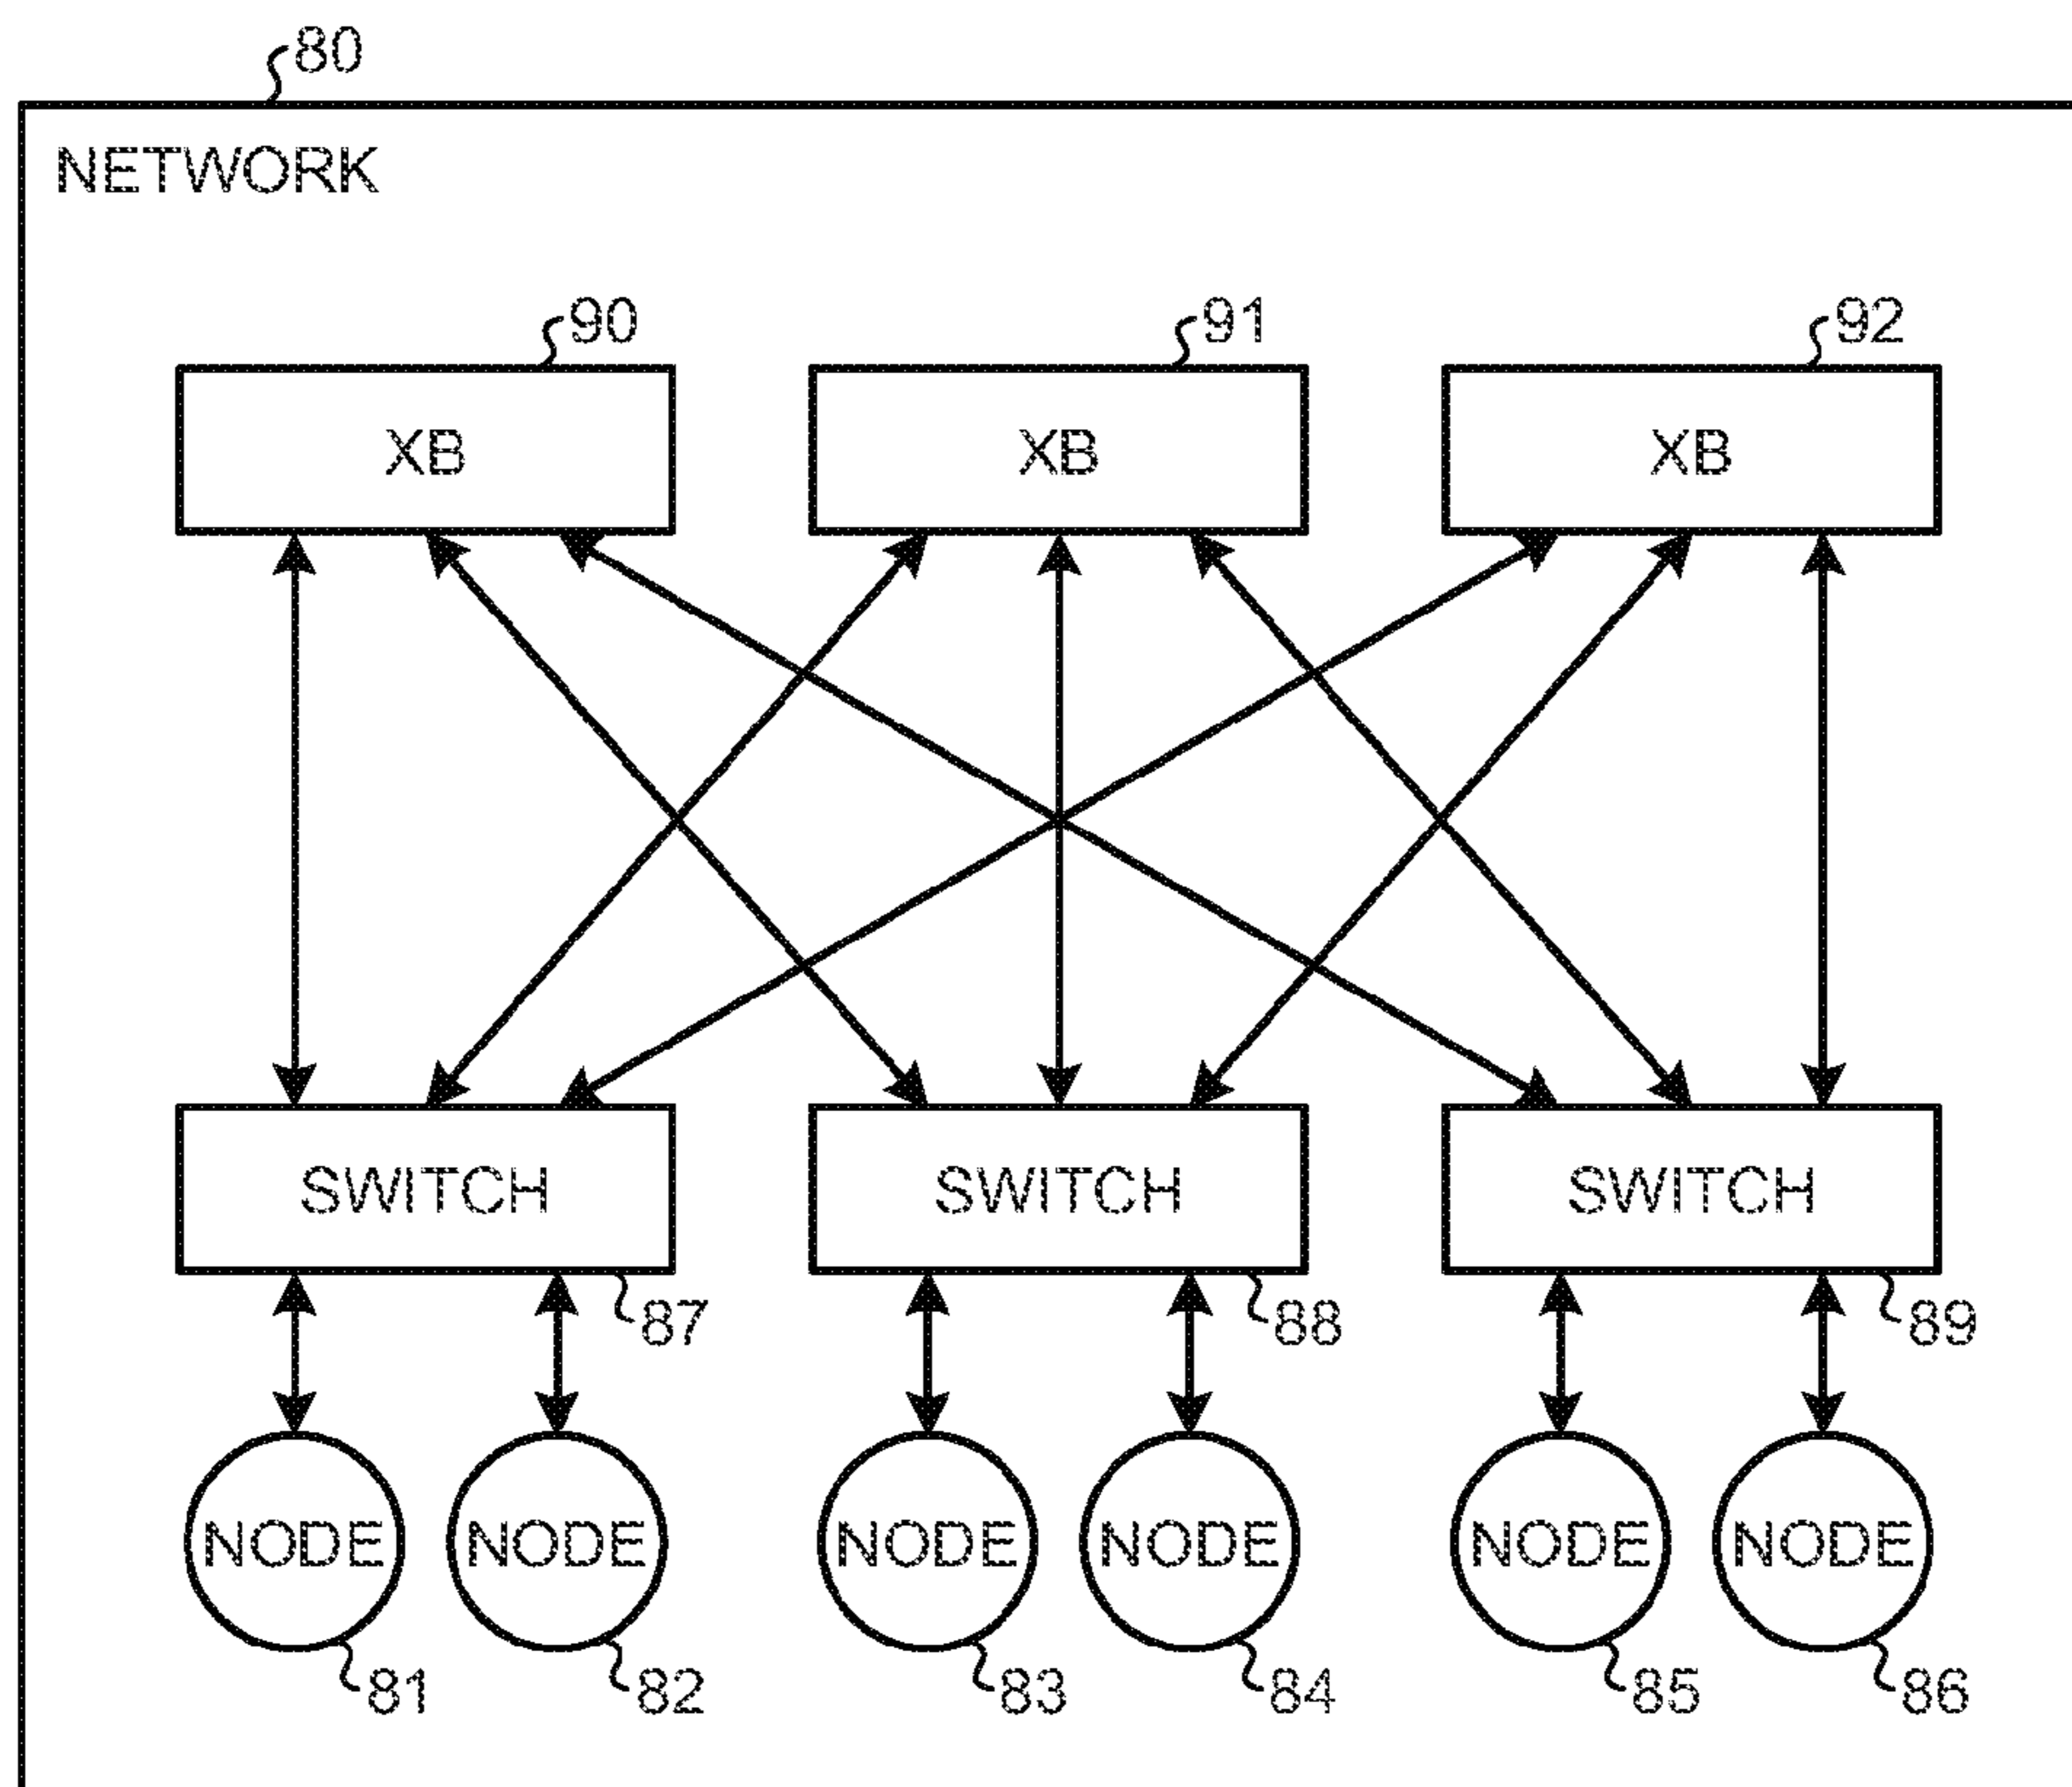 80
NETWORK
90
91
92
XB
XB
XB
SWITCH
SWITCH
SWITCH
87
88
89
NODE
NODE
NODE
NODE
NODE
NODE
81
82
83
84
85
86